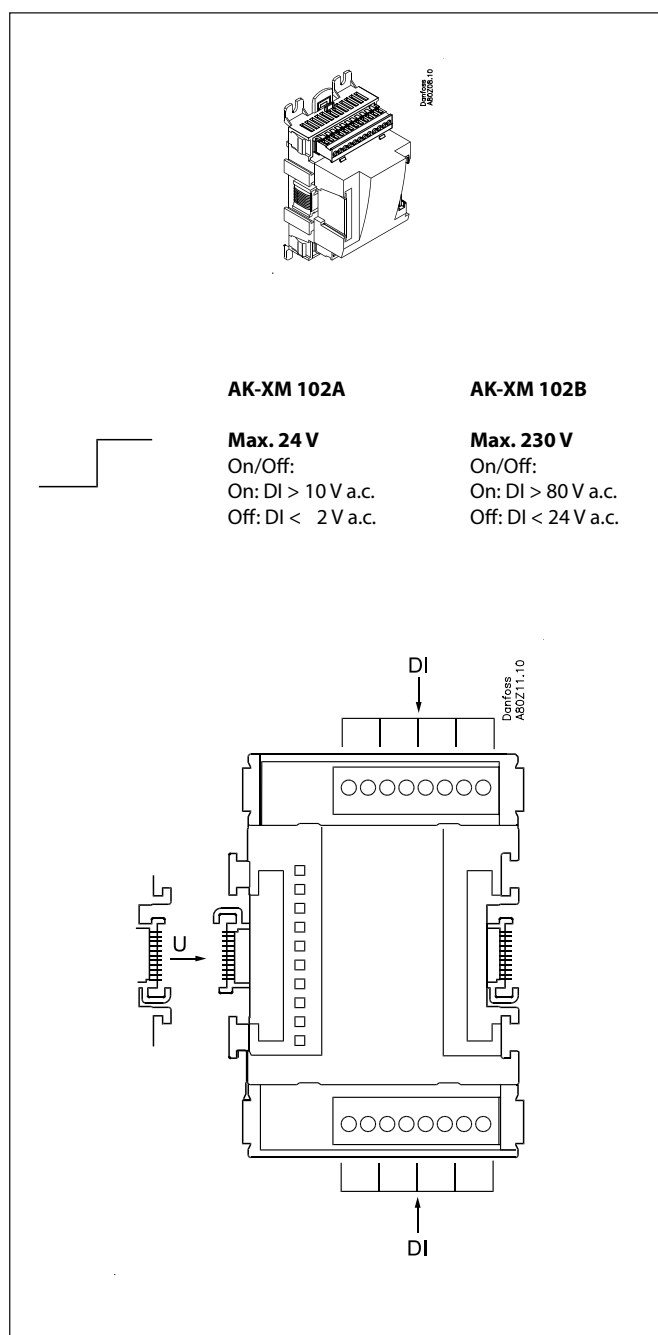 Danfoss
A80Z08.10
AK-XM 102A
Max. 24 V
On/Off:
On: DI > 10 V a.c.
Off: DI <   2 V a.c.
AK-XM 102B
Max. 230 V
On/Off:
On: DI > 80 V a.c.
Off: DI < 24 V a.c.
DI
Danfoss
A80Z11.10
U
DI